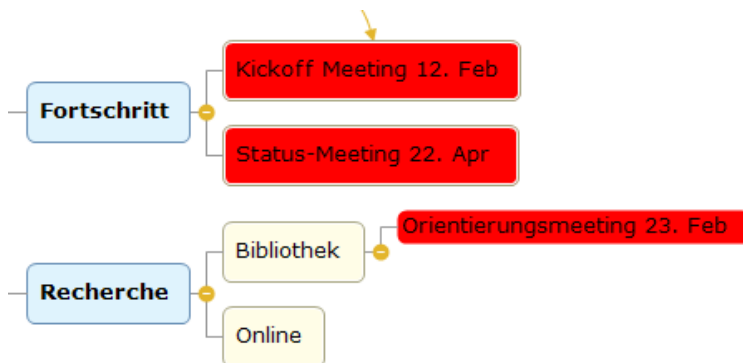 Kickoff Meeting 12. Feb
Fortschritt
Status-Meeting 22. Apr
Orientierungsmeeting 23. Feb
Bibliothek
Recherche
Online